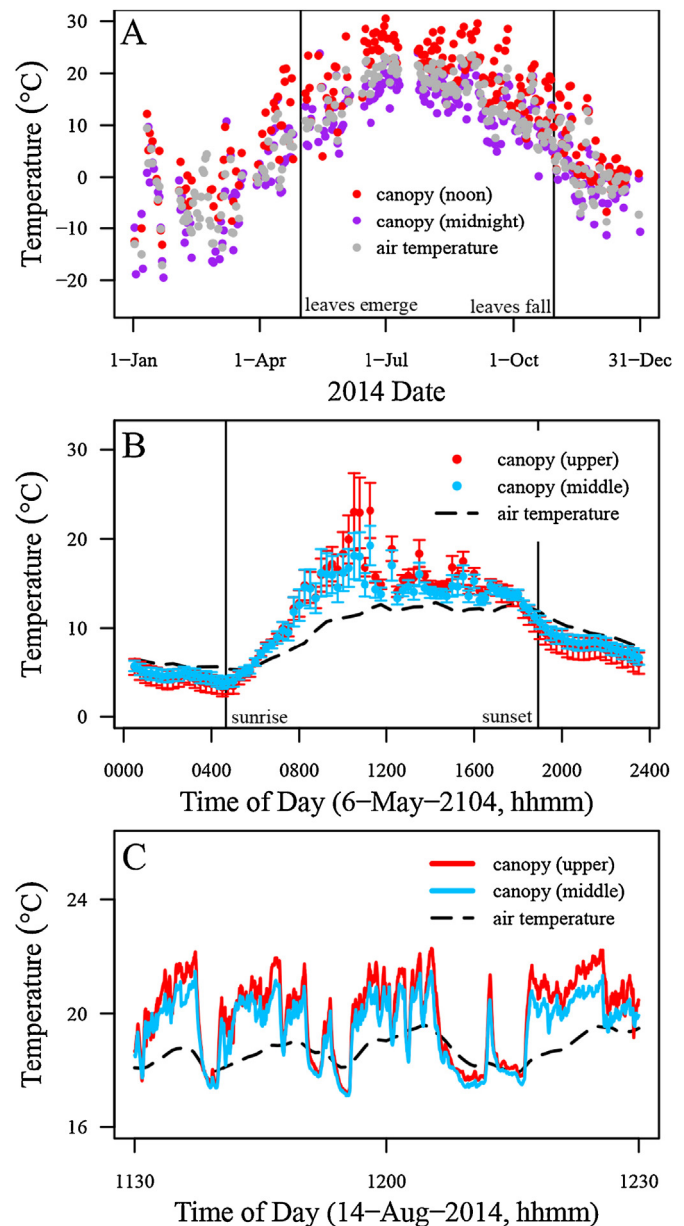 A
Temperature (°C)
30
20
10
0
−10
−20
canopy (noon)
canopy (midnight)
air temperature
leaves emerge
leaves fall
1−Jan
1−Apr
1−Jul
1−Oct
31−Dec
2014 Date
B
Temperature (°C)
30
20
10
0
canopy (upper)
canopy (middle)
air temperature
sunrise
sunset
0000
0400
0800
1200
1600
2000
2400
Time of Day (6−May−2104, hhmm)
C
Temperature (°C)
24
20
16
canopy (upper)
canopy (middle)
air temperature
1130
1200
1230
Time of Day (14−Aug−2014, hhmm)